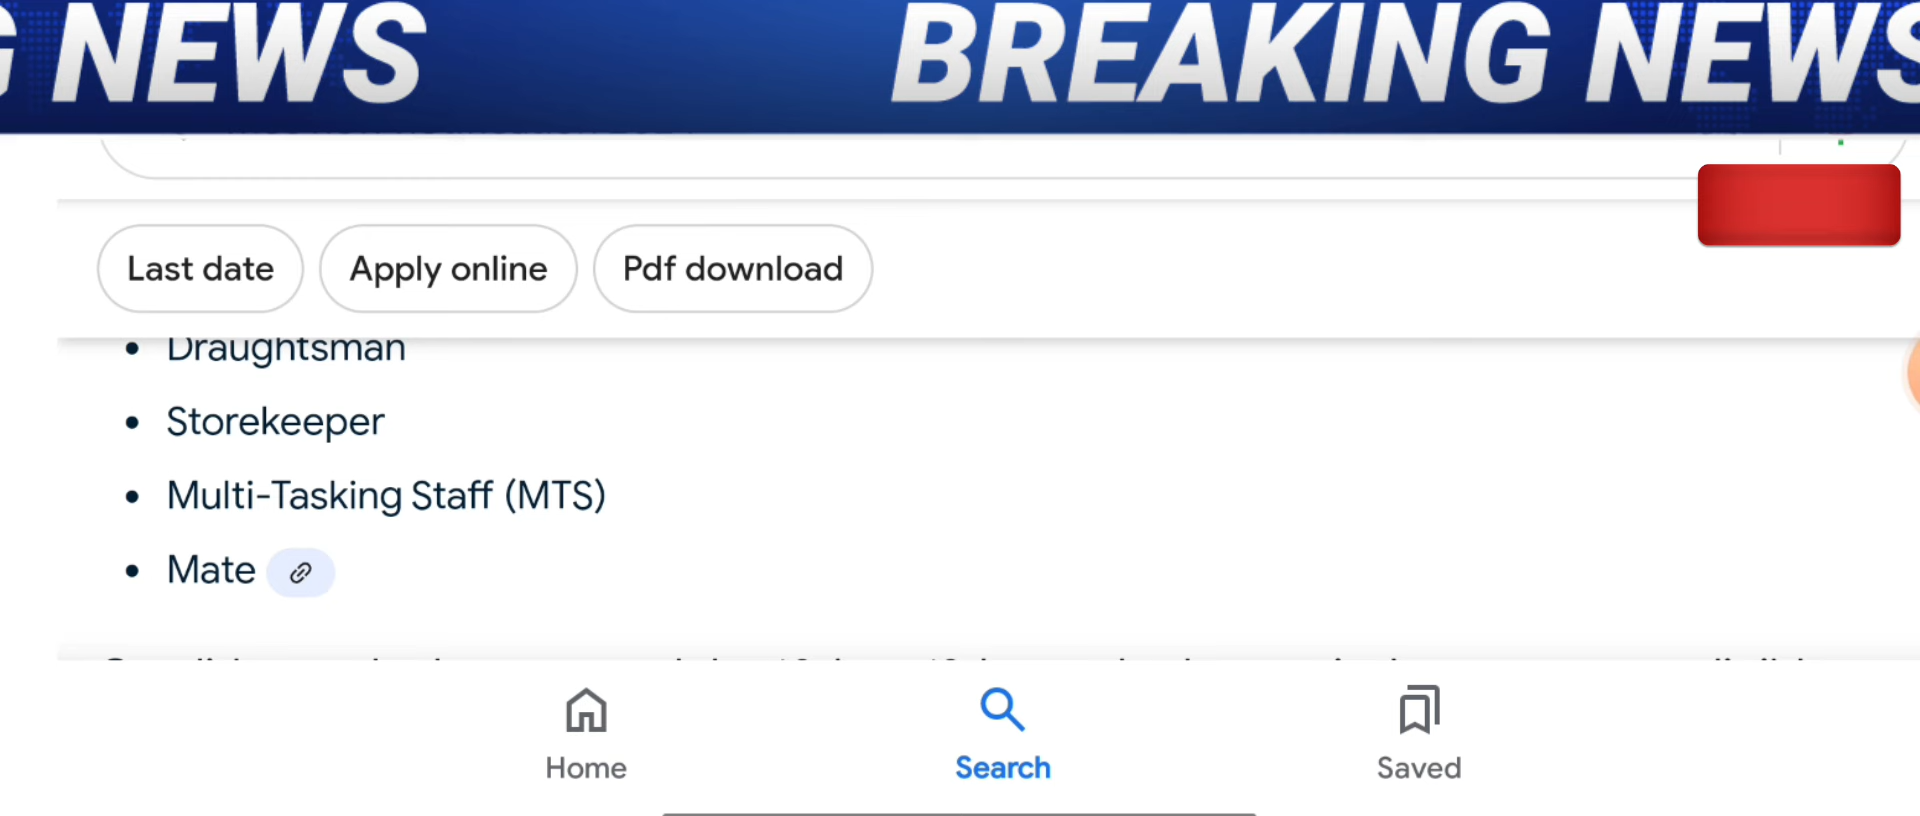 NEWS BREAKING NEWS
Last date Apply online Pdf download
Draughtsman
Storekeeper
Multi-Tasking Staff (MTS)
Mate
Home Search Saved